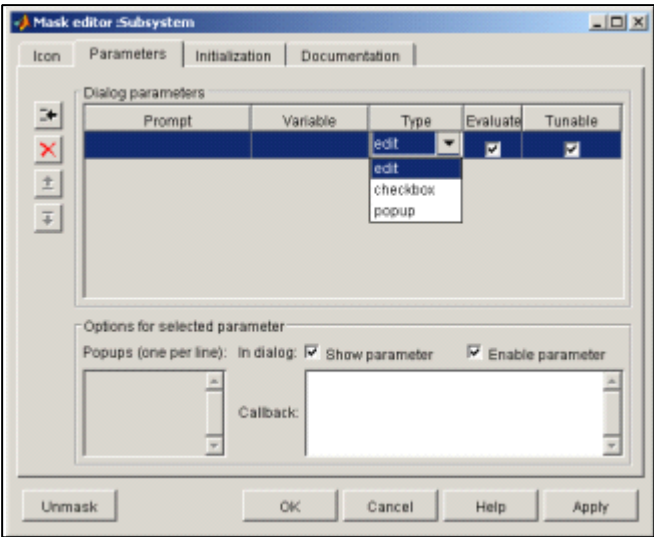 Mask editor :Subsystem
Icon Parameters Initialization Documentation
Dialog parameters
Prompt Variable Type Evaluate Tunable
edit
edit
checkbox
popup
Options for selected parameter
Popups (one per line): In dialog: Show parameter Enable parameter
Callback:
Unmask OK Cancel Help Apply